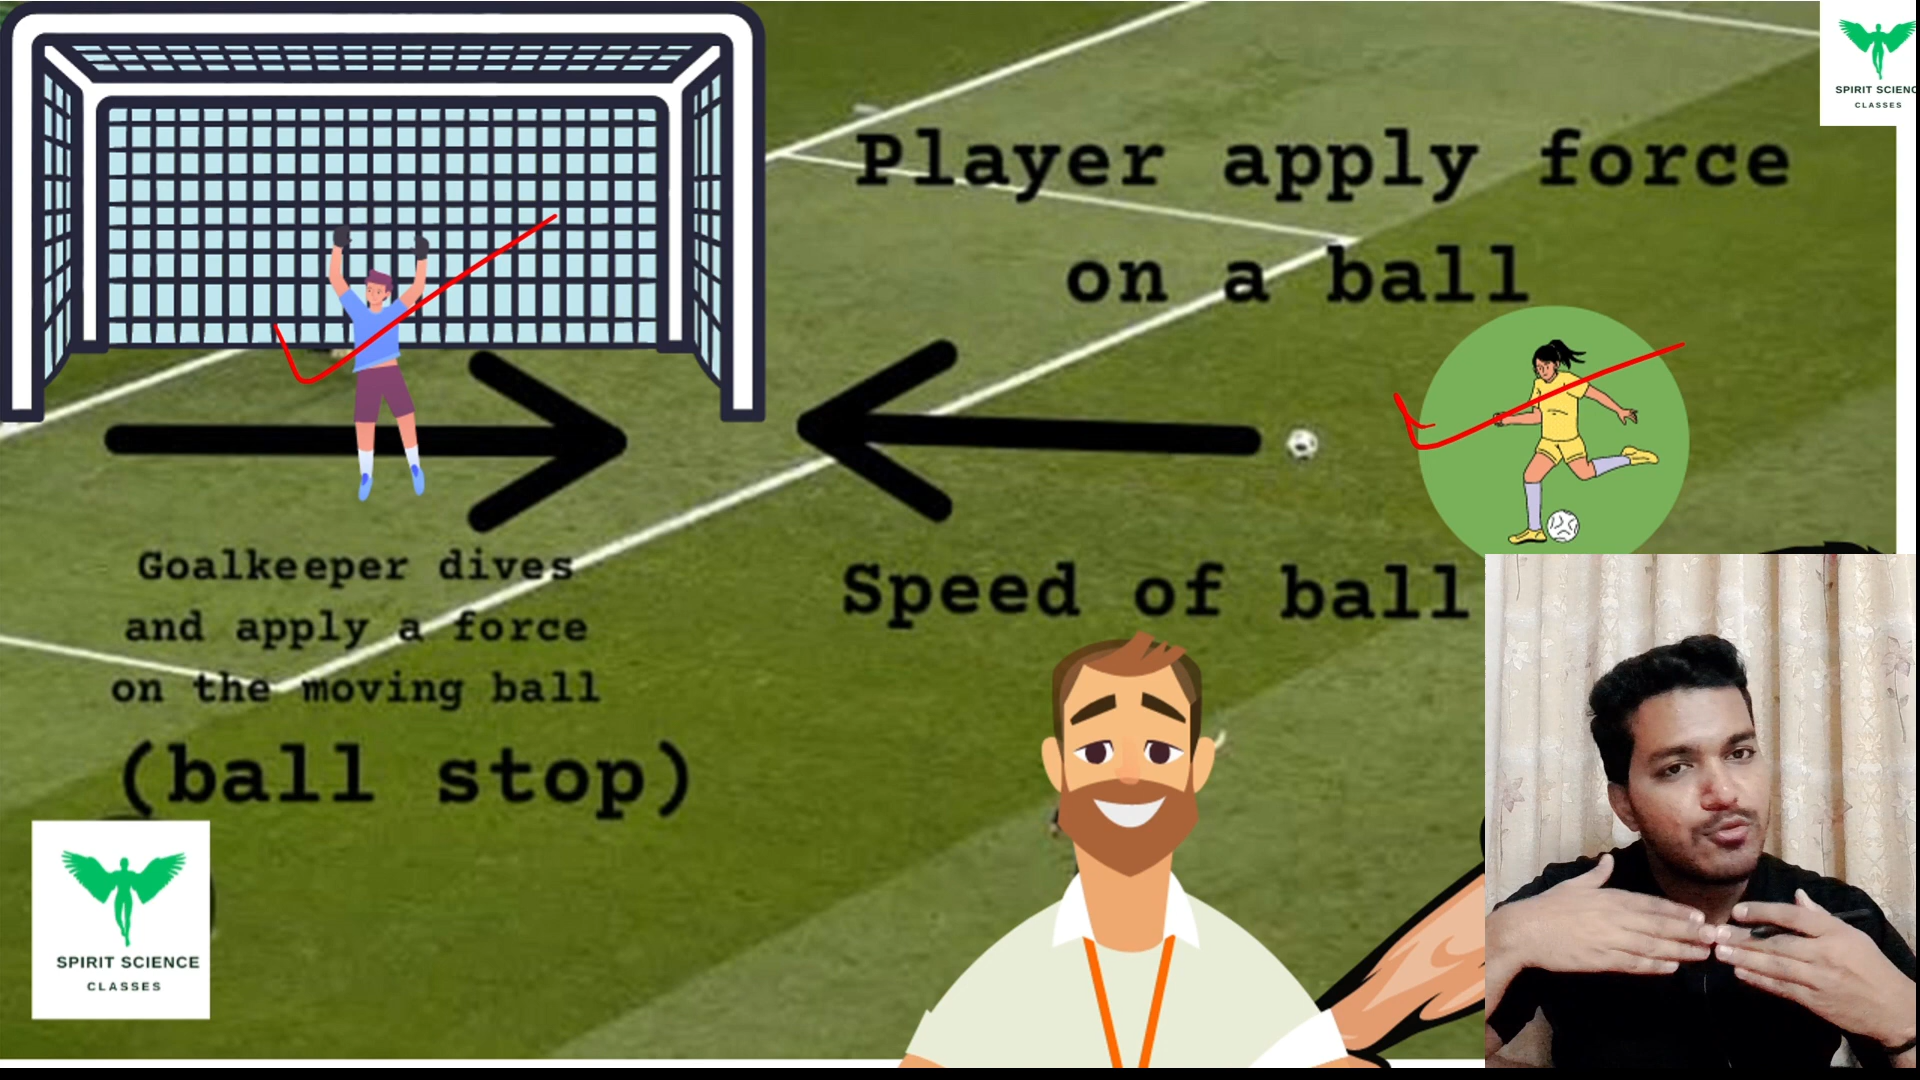 Player apply force
on a ball
Speed of ball
Goalkeeper dives
and apply a force
on the moving ball
(ball stop)
SPIRIT SCIENC
CLASSES
SPIRIT SCIENCE
CLASSES